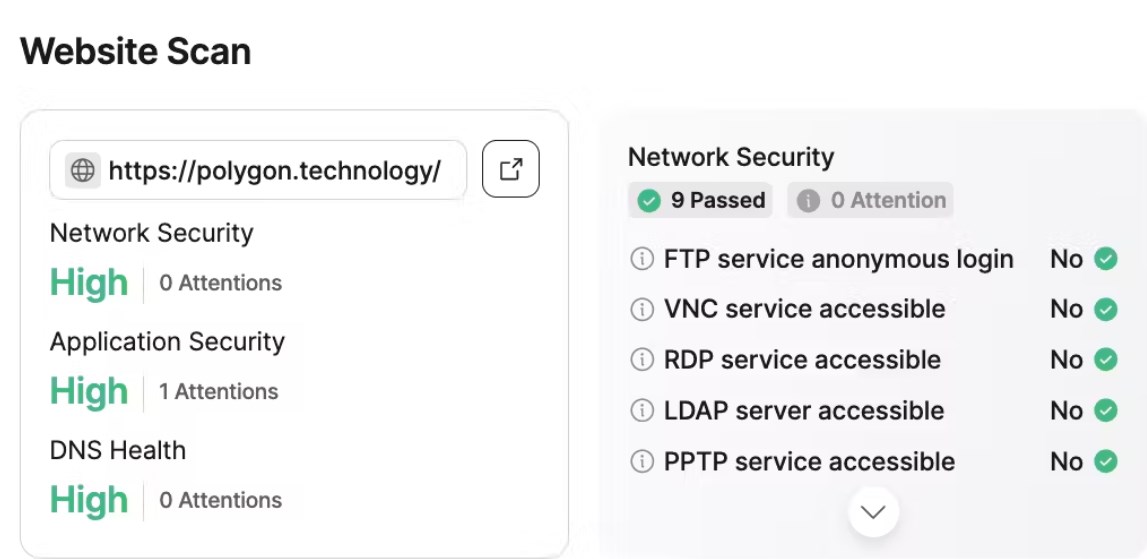 Website Scan
https://polygon.technology/
Network Security
High 0 Attentions
Application Security
High 1 Attentions
DNS Health
High 0 Attentions
Network Security
9 Passed 0 Attention
FTP service anonymous login No
VNC service accessible No
RDP service accessible No
LDAP server accessible No
PPTP service accessible No